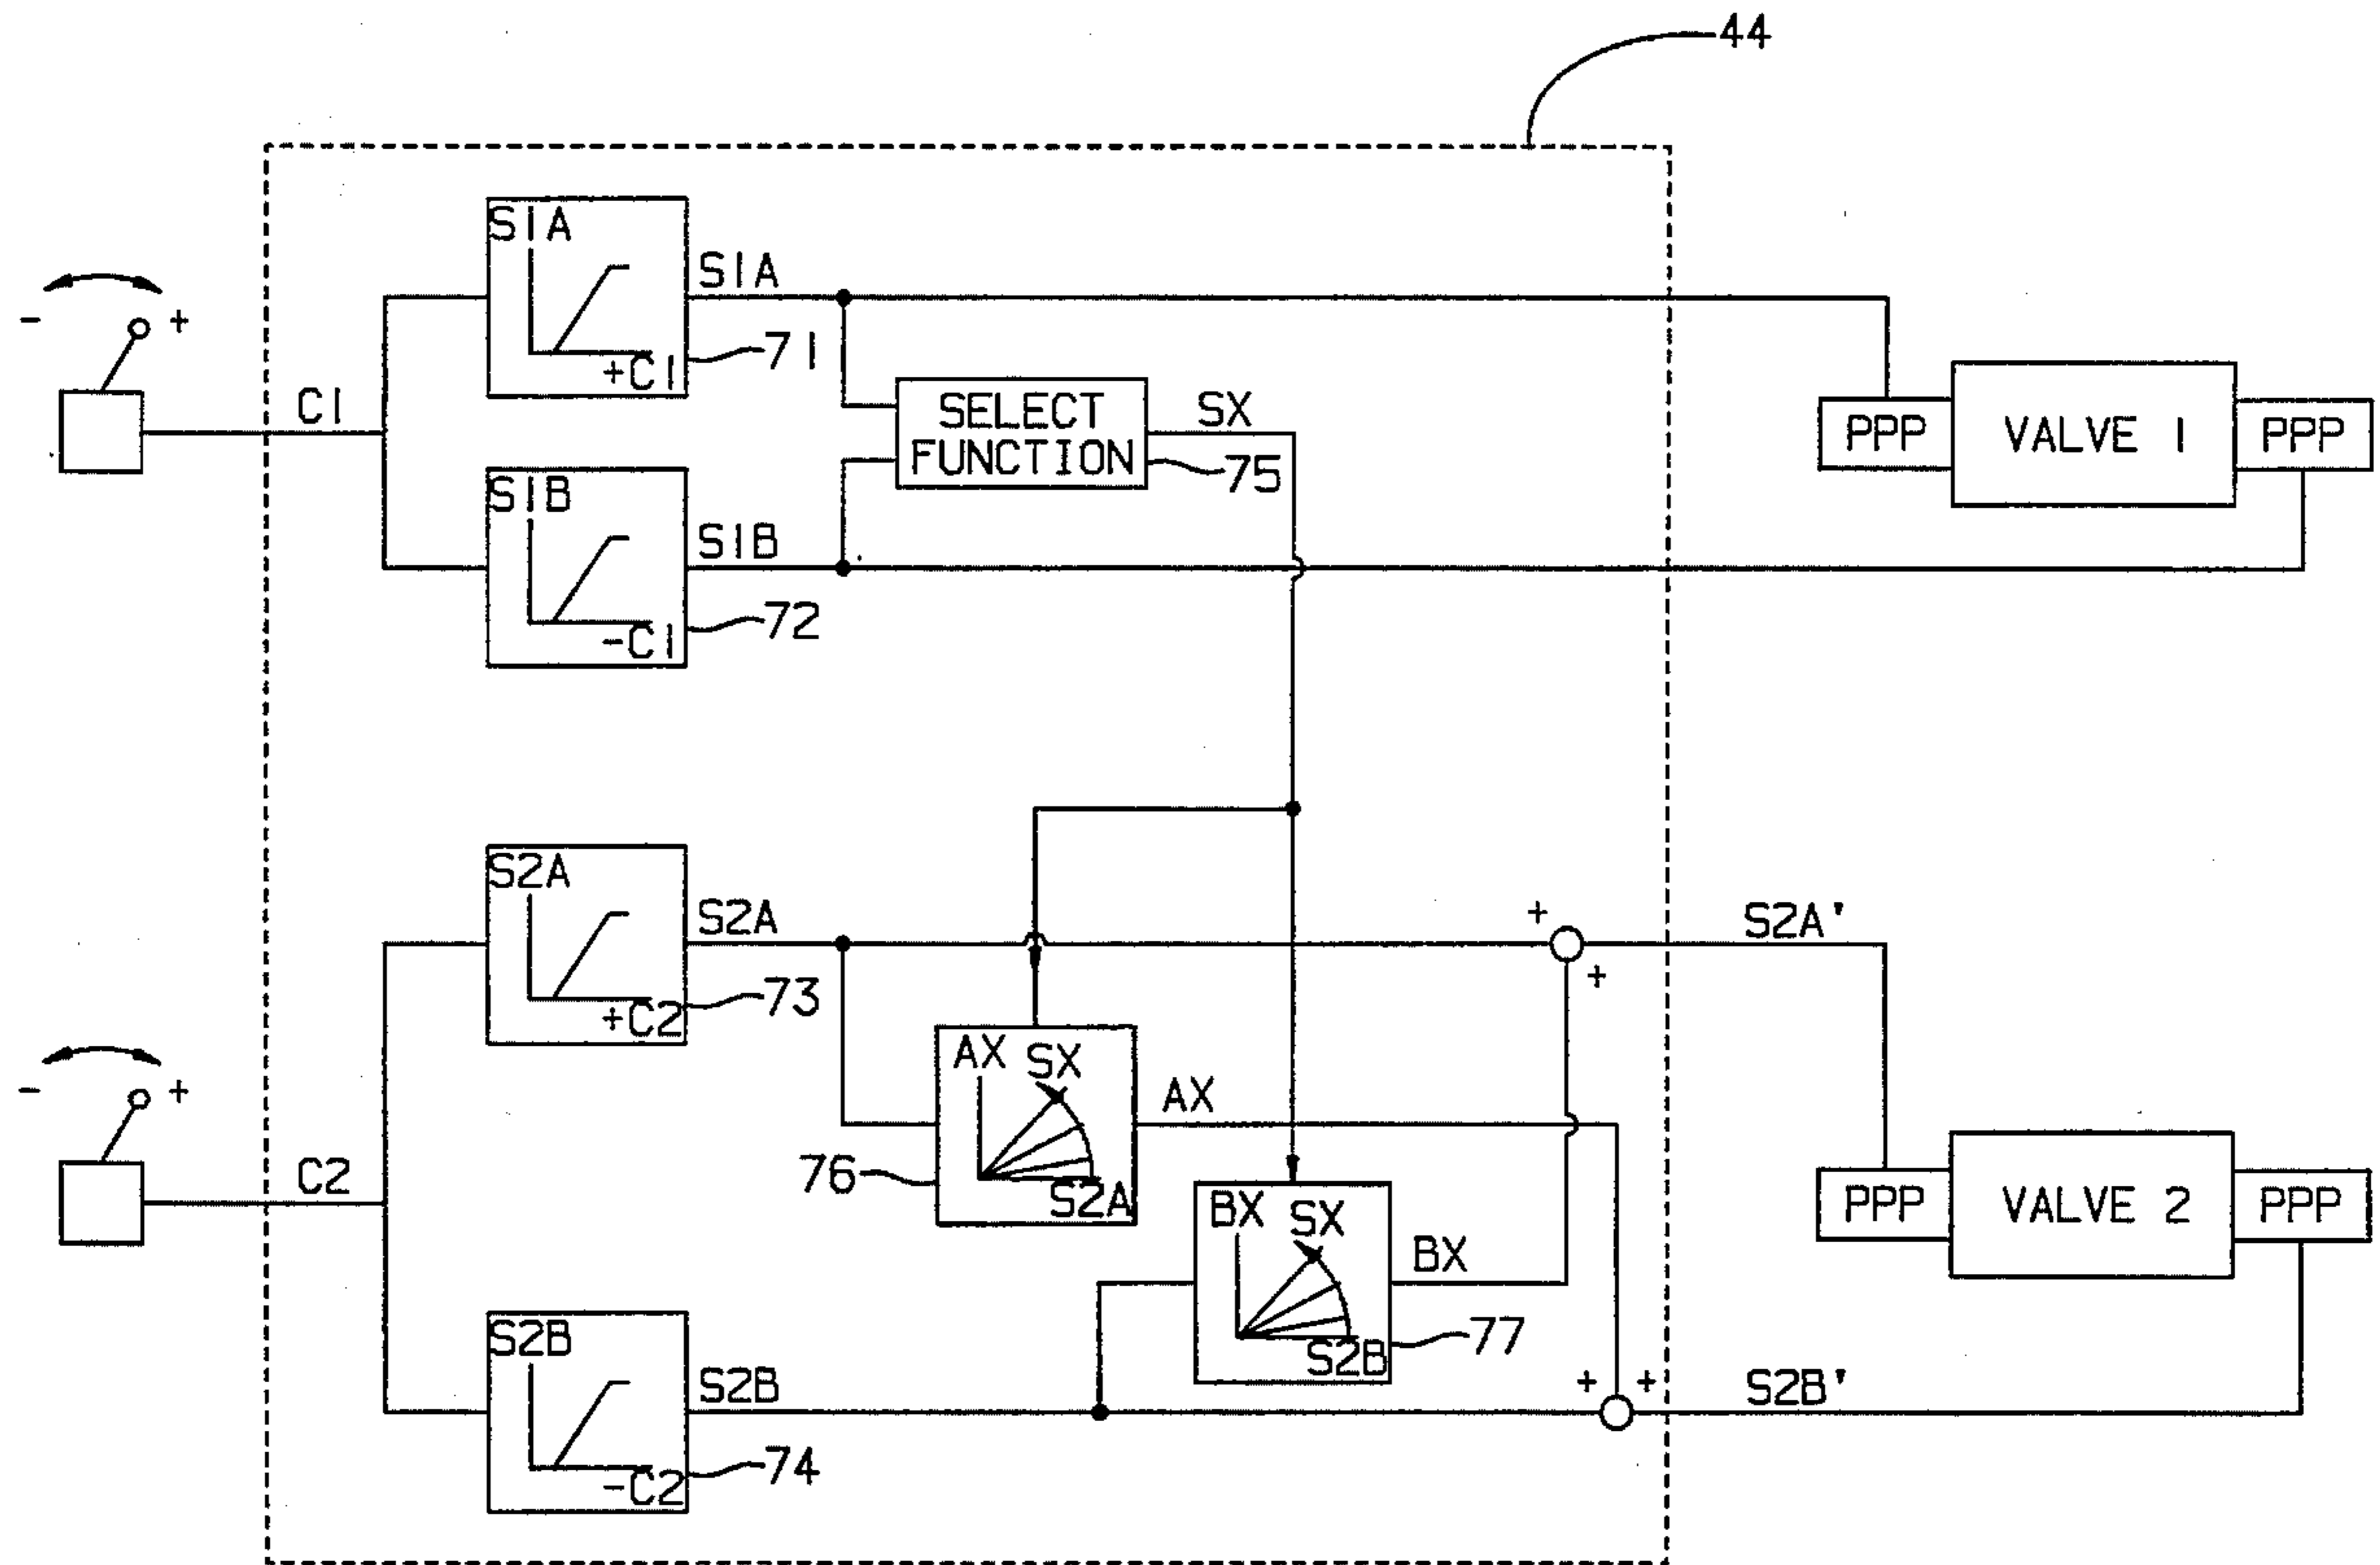 44
S1A
+C1
71
S1A
- +
C1
SELECT
FUNCTION
SX
75
PPP VALVE 1 PPP
S1B
-C1
72
S1B
S2A
+C2
73
S2A
+
+
S2A'
- +
C2
AX
SX
S2A
76
AX
BX
SX
S2B
77
BX
PPP VALVE 2 PPP
S2B
-C2
74
S2B
+ +
S2B'